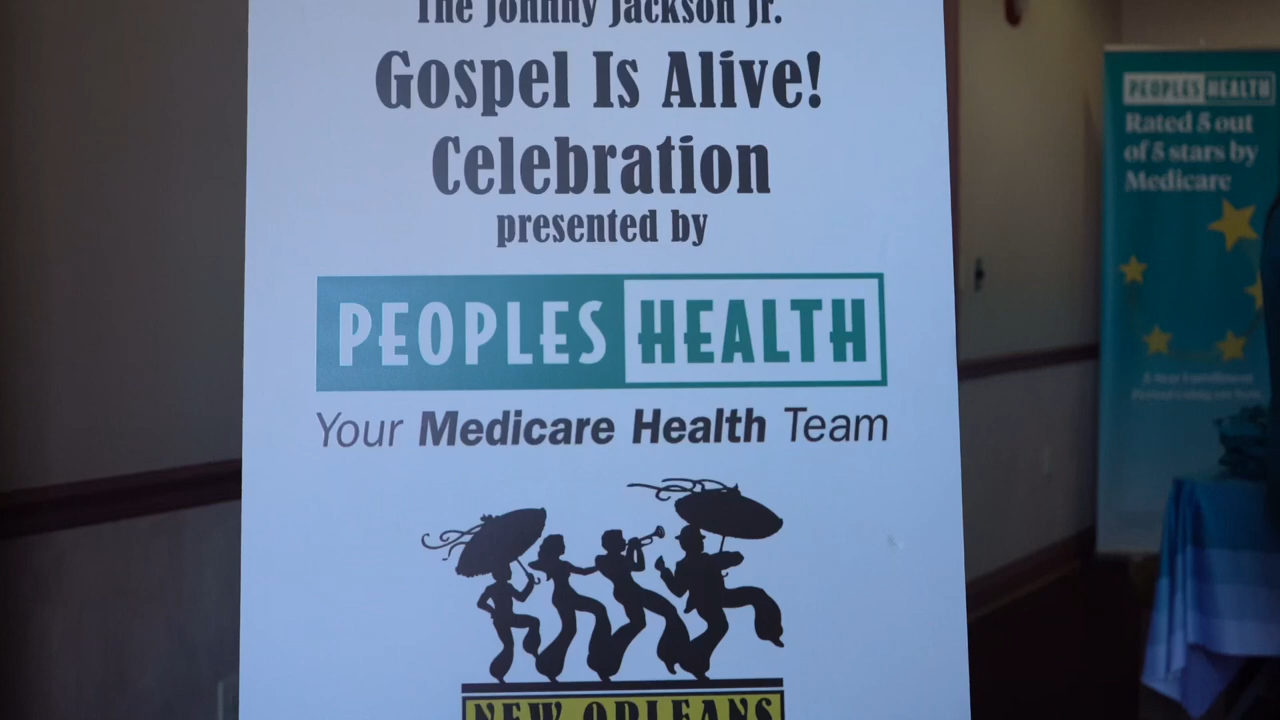 The Johnny Jackson Jr.
Gospel Is Alive!
Celebration
presented by
PEOPLES HEALTH
Your Medicare Health Team
NEW ORLEANS
PEOPLES HEALTH
Rated 5 out
of 5 stars by
Medicare